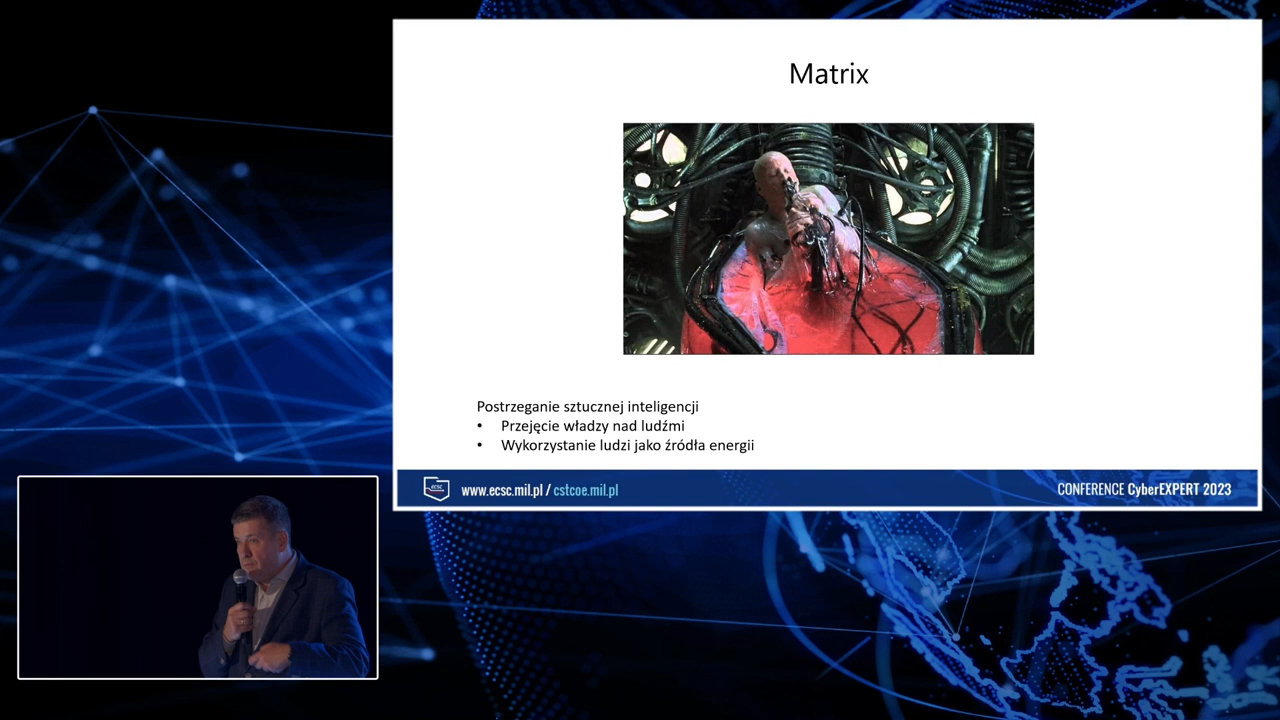 Matrix
Postrzeganie sztucznej inteligencji
• Przejęcie władzy nad ludźmi
• Wykorzystanie ludzi jako źródła energii
ecsc
www.ecsc.mil.pl / cstcoe.mil.pl
CONFERENCE CyberEXPERT 2023